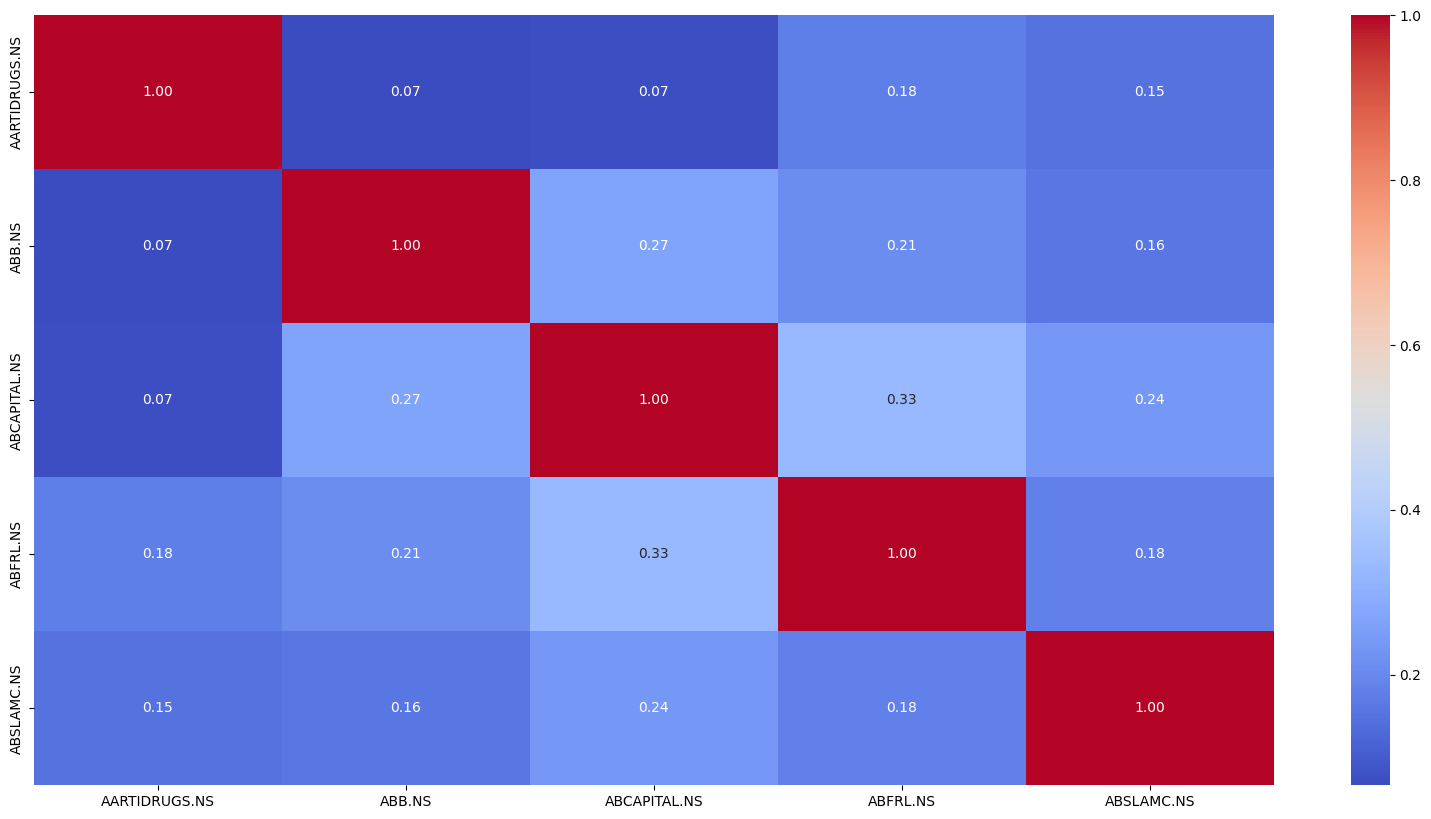 AARTIDRUGS.NS 1.00 0.07 0.07 0.18 0.15
ABB.NS 0.07 1.00 0.27 0.21 0.16
ABCAPITAL.NS 0.07 0.27 1.00 0.33 0.24
ABFRL.NS 0.18 0.21 0.33 1.00 0.18
ABSLAMC.NS 0.15 0.16 0.24 0.18 1.00
AARTIDRUGS.NS ABB.NS ABCAPITAL.NS ABFRL.NS ABSLAMC.NS
1.0
0.8
0.6
0.4
0.2